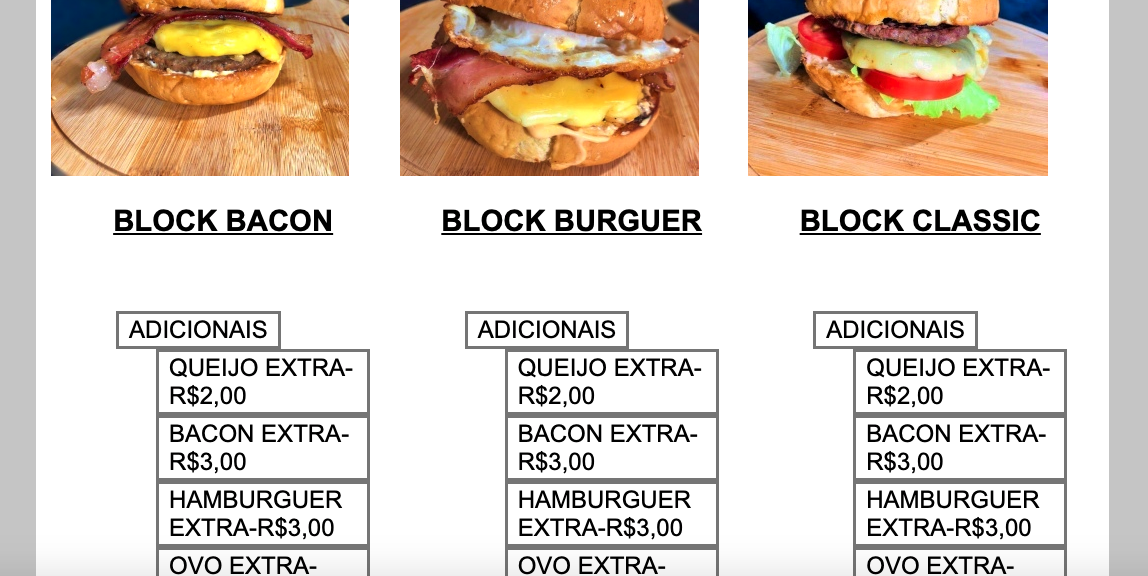 BLOCK BACON
BLOCK BURGUER
BLOCK CLASSIC
ADICIONAIS
QUEIJO EXTRA-
R$2,00
BACON EXTRA-
R$3,00
HAMBURGUER
EXTRA-R$3,00
OVO EXTRA-
ADICIONAIS
QUEIJO EXTRA-
R$2,00
BACON EXTRA-
R$3,00
HAMBURGUER
EXTRA-R$3,00
OVO EXTRA-
ADICIONAIS
QUEIJO EXTRA-
R$2,00
BACON EXTRA-
R$3,00
HAMBURGUER
EXTRA-R$3,00
OVO EXTRA-